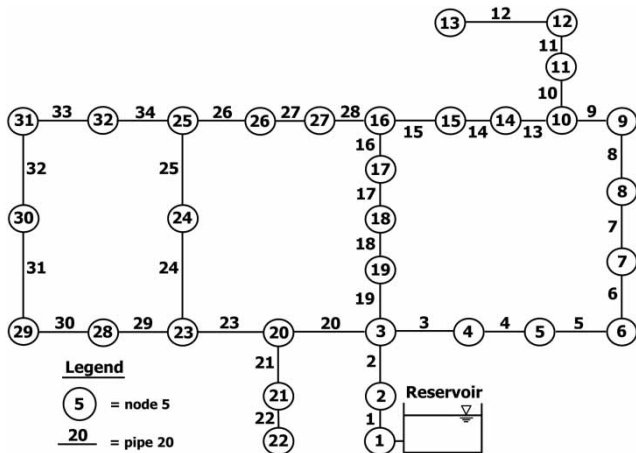 12
13 12
11
11
10
33 34 26 27 28 9
31 32 25 26 27 16 15 14 10 9
15 14 13
16 8
32 25 17
17 8
30 24 18 7
18
31 24 19 7
19 6
30 29 23 20 3 4 5
29 28 23 20 3 4 5 6
21 2
Legend Reservoir
5 = node 5 21 2
22 1
20 = pipe 20 22 1